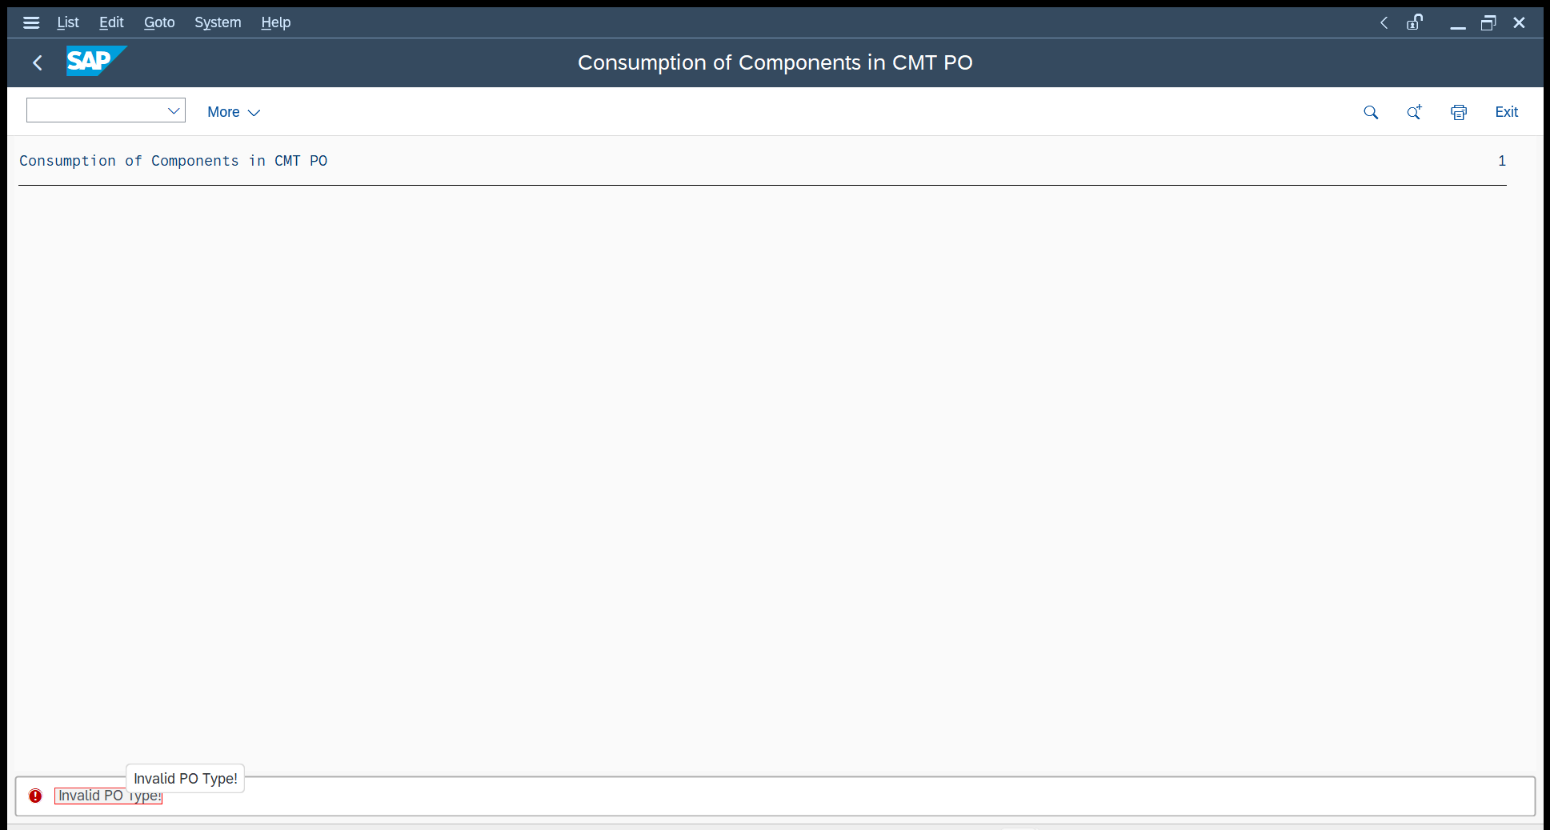 List Edit Goto System Help
SAP
Consumption of Components in CMT PO
More
Exit
Consumption of Components in CMT PO 1
Invalid PO Type!
Invalid PO Type!